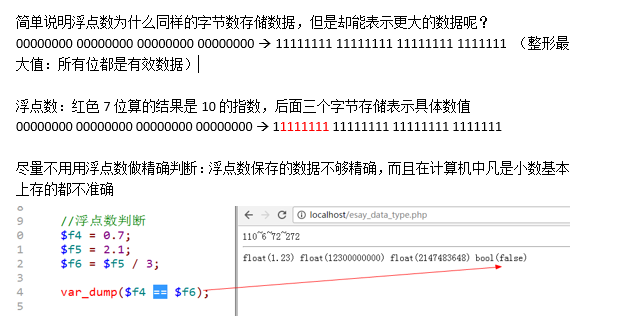 简单说明浮点数为什么同样的字节数存储数据，但是却能表示更大的数据呢？
00000000 00000000 00000000 00000000 → 11111111 11111111 11111111 1111111 （整形最
大值：所有位都是有效数据）
浮点数：红色 7 位算的结果是 10 的指数，后面三个字节存储表示具体数值
00000000 00000000 00000000 00000000 → 11111111 11111111 11111111 1111111
尽量不用用浮点数做精确判断：浮点数保存的数据不够精确，而且在计算机中凡是小数基本
上存的都不准确
8
9 //浮点数判断
0 $f4 = 0.7;
1 $f5 = 2.1;
2 $f6 = $f5 / 3;
3
4 var_dump($f4 == $f6);
5
localhost/esay_data_type.php
110~6~72~272
float(1.23) float(12300000000) float(2147483648) bool(false)